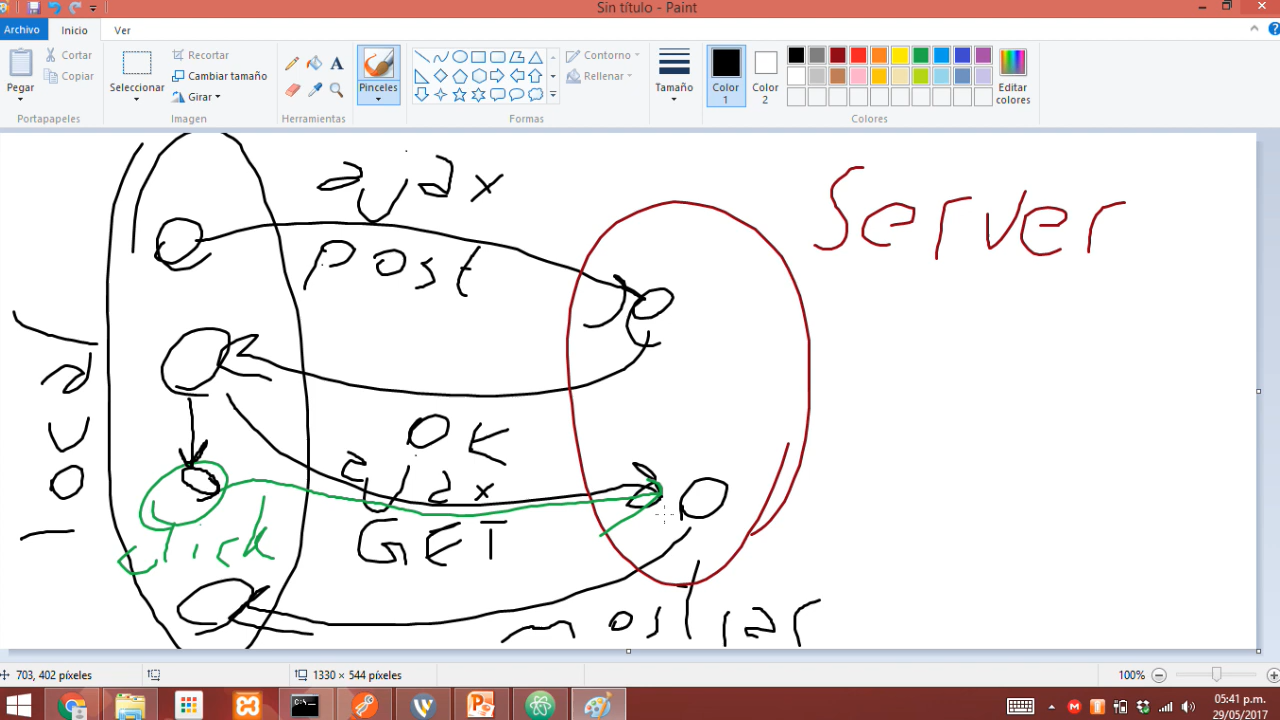 Sin título - Paint
Archivo
Inicio
Ver
Pegar
Cortar
Copiar
Portapapeles
Seleccionar
Recortar
Cambiar tamaño
Girar
Imagen
Herramientas
Pinceles
Contorno
Rellenar
Formas
Tamaño
Color 1
Color 2
Editar colores
Colores
ajax
post
Server
OK
ajax
GET
click
mostrar
703, 402 píxeles
1330 × 544 píxeles
100%
05:41 p.m.
29/05/2017